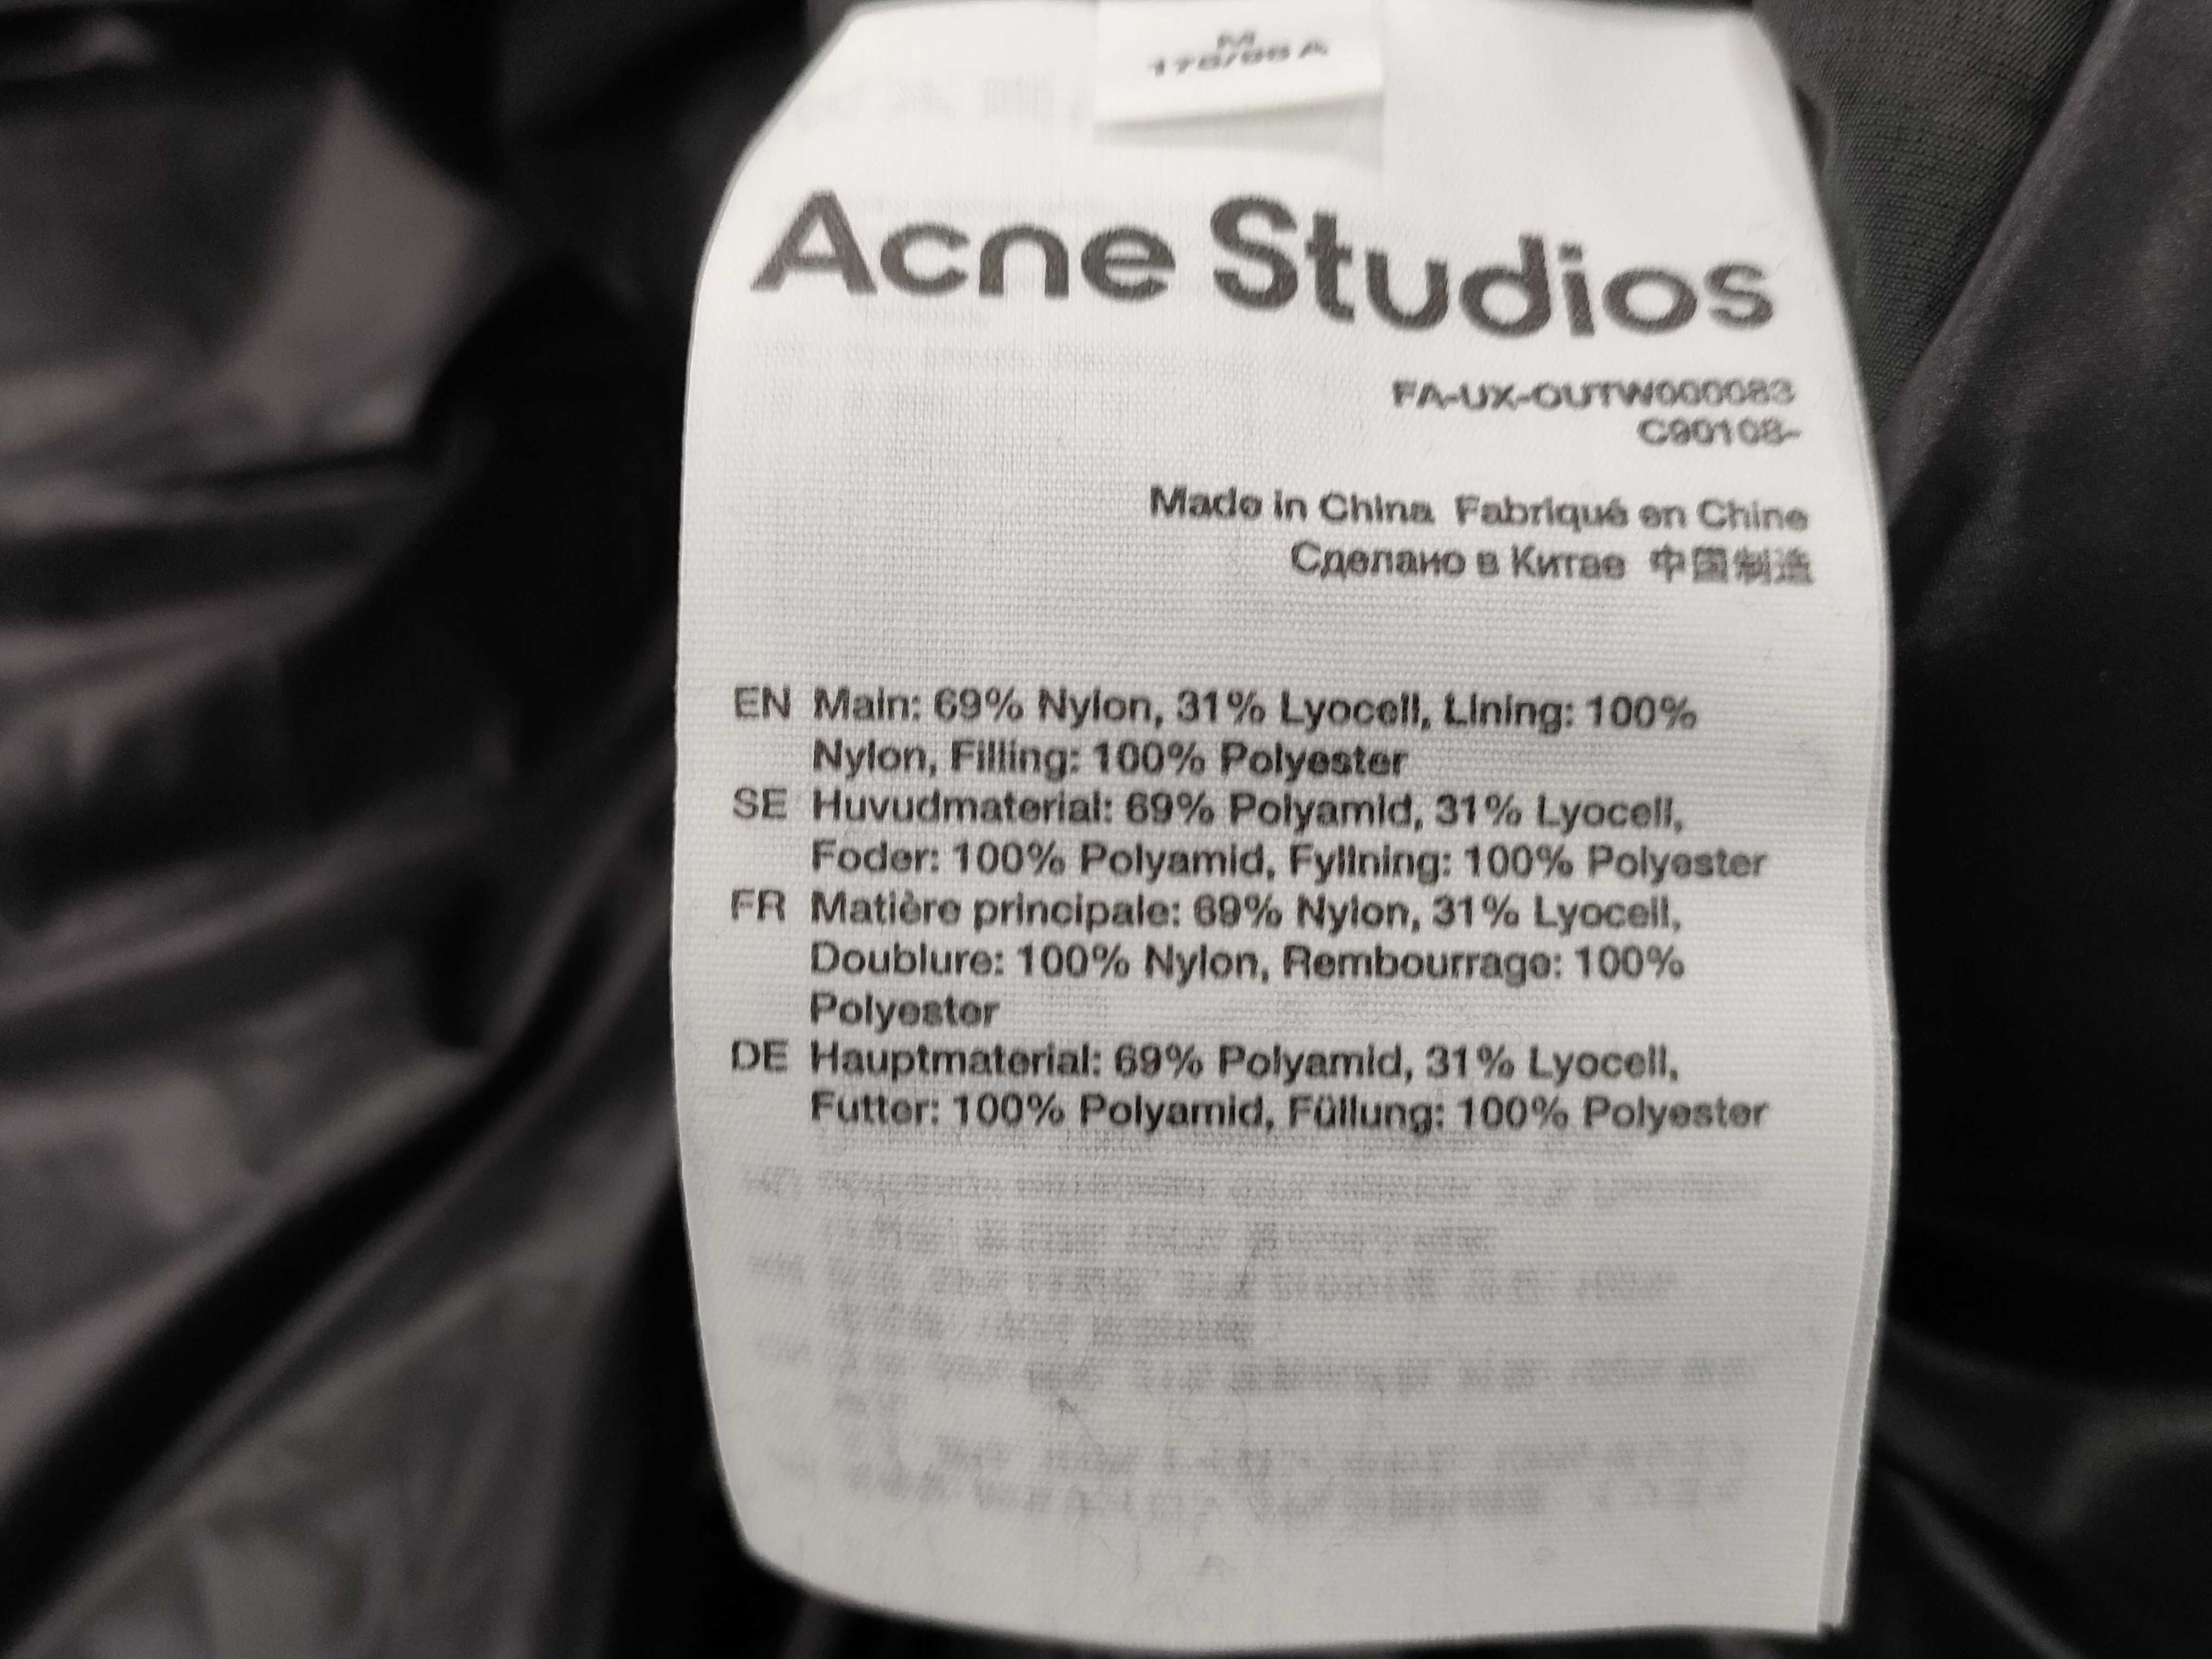 M
Acne Studios
FA-UX-OUTW000083
C90108-
Made in China Fabriqué en Chine
Сделано в Китае 中国制造
EN Main: 69% Nylon, 31% Lyocell, Lining: 100%
Nylon, Filling: 100% Polyester
SE Huvudmaterial: 69% Polyamid, 31% Lyocell,
Foder: 100% Polyamid, Fyllning: 100% Polyester
FR Matière principale: 69% Nylon, 31% Lyocell,
Doublure: 100% Nylon, Rembourrage: 100%
Polyester
DE Hauptmaterial: 69% Polyamid, 31% Lyocell,
Futter: 100% Polyamid, Füllung: 100% Polyester